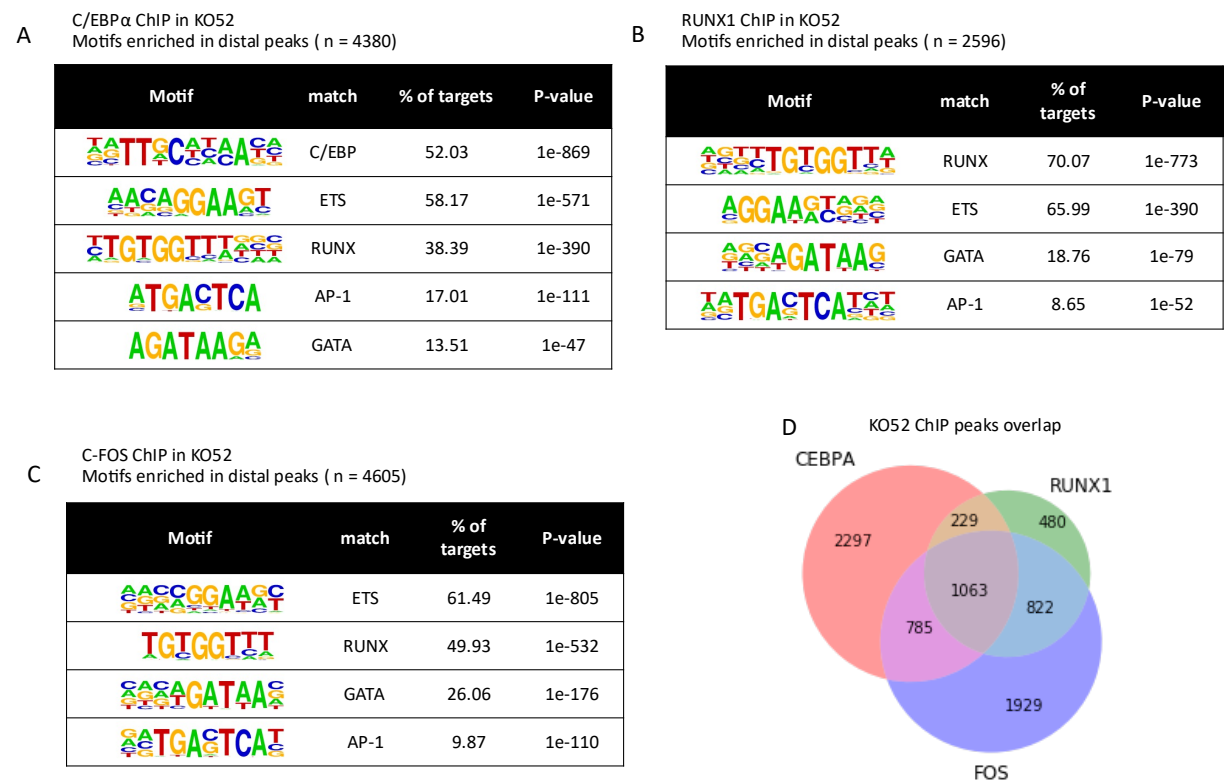 A
C/EBPα ChIP in KO52
Motifs enriched in distal peaks ( n = 4380)
Motif match % of targets P-value
C/EBP 52.03 1e-869
ETS 58.17 1e-571
RUNX 38.39 1e-390
AP-1 17.01 1e-111
AGATAAGA GATA 13.51 1e-47
B
RUNX1 ChIP in KO52
Motifs enriched in distal peaks ( n = 2596)
Motif match % of targets P-value
RUNX 70.07 1e-773
ETS 65.99 1e-390
GATA 18.76 1e-79
AP-1 8.65 1e-52
C
C-FOS ChIP in KO52
Motifs enriched in distal peaks ( n = 4605)
Motif match % of targets P-value
ETS 61.49 1e-805
TGTGGTTT RUNX 49.93 1e-532
GATA 26.06 1e-176
AP-1 9.87 1e-110
D
KO52 ChIP peaks overlap
CEBPA
RUNX1
229
480
2297
1063
822
785
1929
FOS